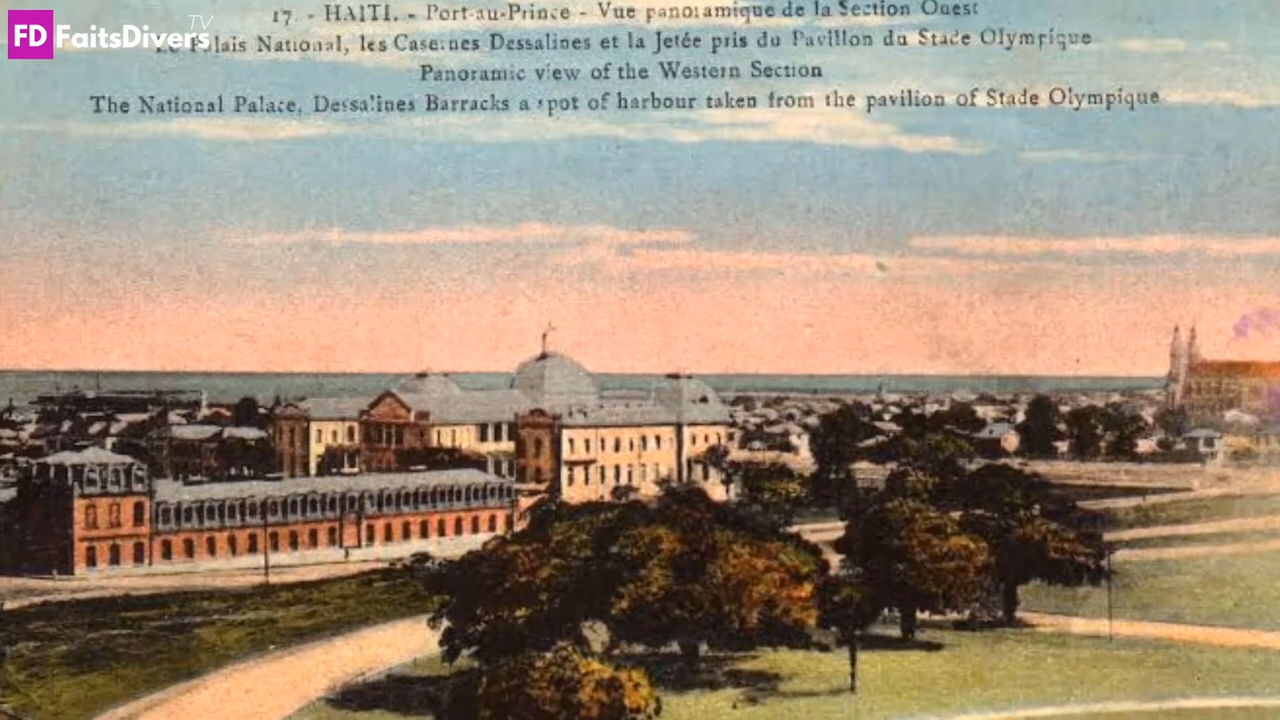 17. - HAITI. - Port-au-Prince - Vue panoramique de la Section Ouest
FD FaitsDivers TV
Palais National, les Casernes Dessalines et la Jetée pris du Pavillon du Stade Olympique
Panoramic view of the Western Section
The National Palace, Dessalines Barracks a spot of harbour taken from the pavilion of Stade Olympique